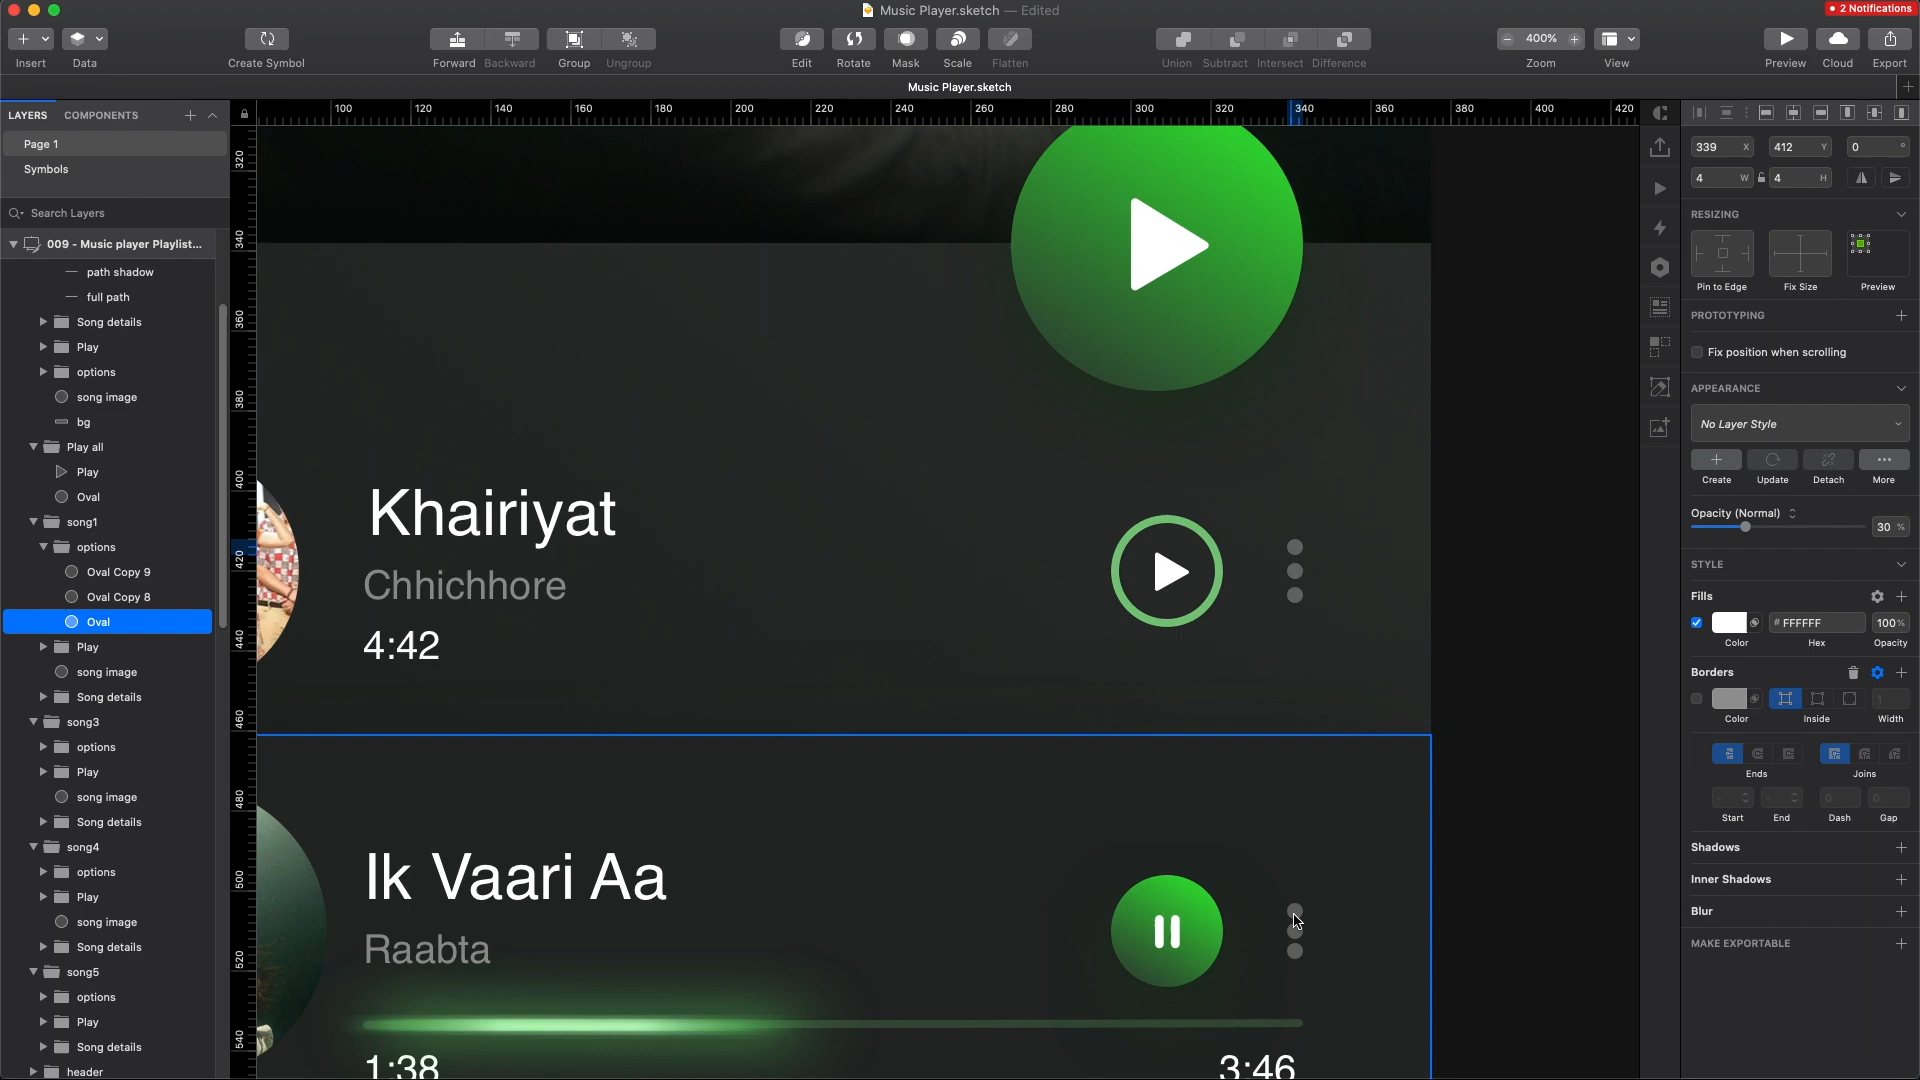 Music Player.sketch — Edited
2 Notifications
Insert
Data
Create Symbol
Forward Backward
Group Ungroup
Edit
Rotate
Mask
Scale
Flatten
Union Subtract Intersect Difference
400%
Zoom
View
Preview
Cloud
Export
Music Player.sketch
LAYERS COMPONENTS
Page 1
Symbols
Search Layers
009 - Music player Playlist...
path shadow
full path
Song details
Play
options
song image
bg
Play all
Play
Oval
song1
options
Oval Copy 9
Oval Copy 8
Oval
Play
song image
Song details
song3
options
Play
song image
Song details
song4
options
Play
song image
Song details
song5
options
Play
Song details
header
100 120 140 160 180 200 220 240 260 280 300 320 340 360 380 400 420
320
340
360
380
400
420
440
460
480
500
520
540
Khairiyat
Chhichhore
4:42
Ik Vaari Aa
Raabta
1:38 3:46
339 X 412 Y 0 °
4 W 4 H
RESIZING
Pin to Edge Fix Size Preview
PROTOTYPING
Fix position when scrolling
APPEARANCE
No Layer Style
Create Update Detach More
Opacity (Normal)
30 %
STYLE
Fills
# FFFFFF 100%
Color Hex Opacity
Borders
1
Color Inside Width
Ends Joins
- - 0 0
Start End Dash Gap
Shadows
Inner Shadows
Blur
MAKE EXPORTABLE